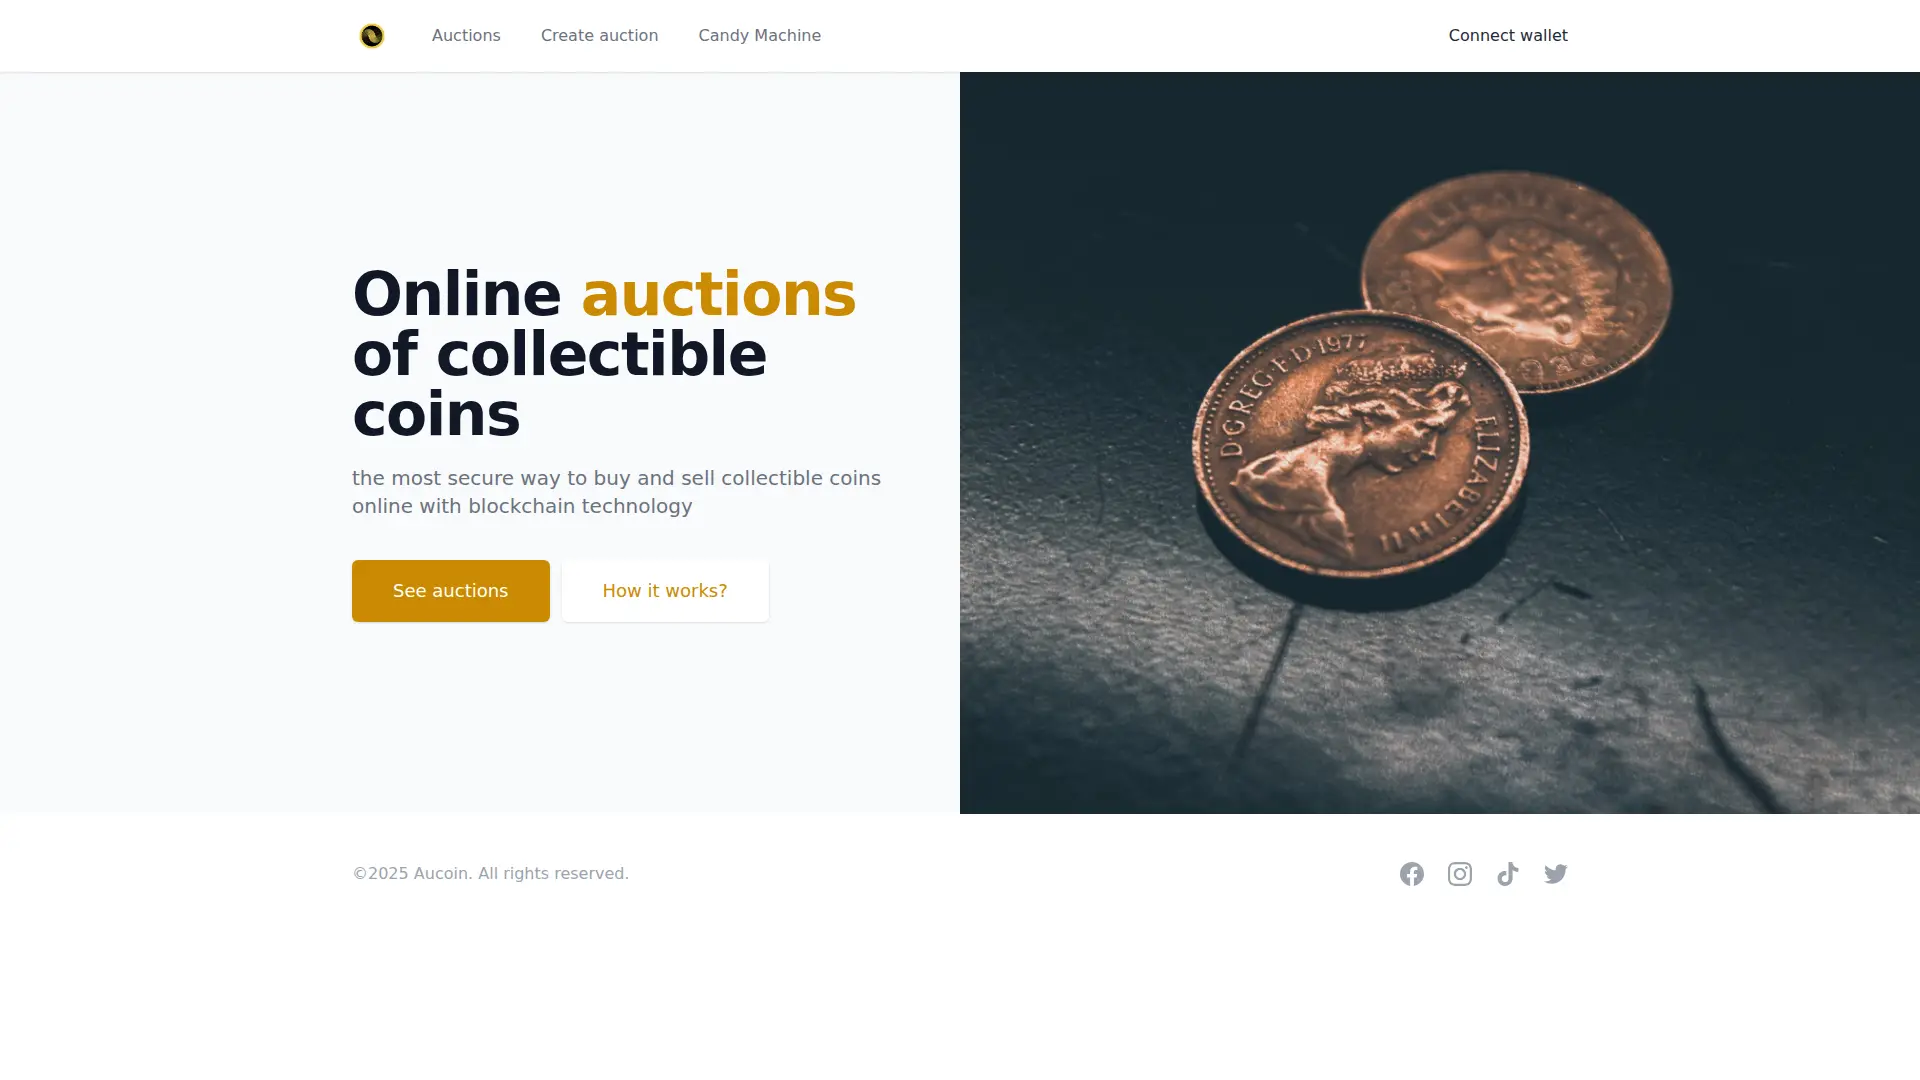 Auctions
Create auction
Candy Machine
Connect wallet
Online auctions
of collectible
coins
the most secure way to buy and sell collectible coins
online with blockchain technology
See auctions
How it works?
D·G·REG·F·D·1977
ELIZABETH II
©2025 Aucoin. All rights reserved.